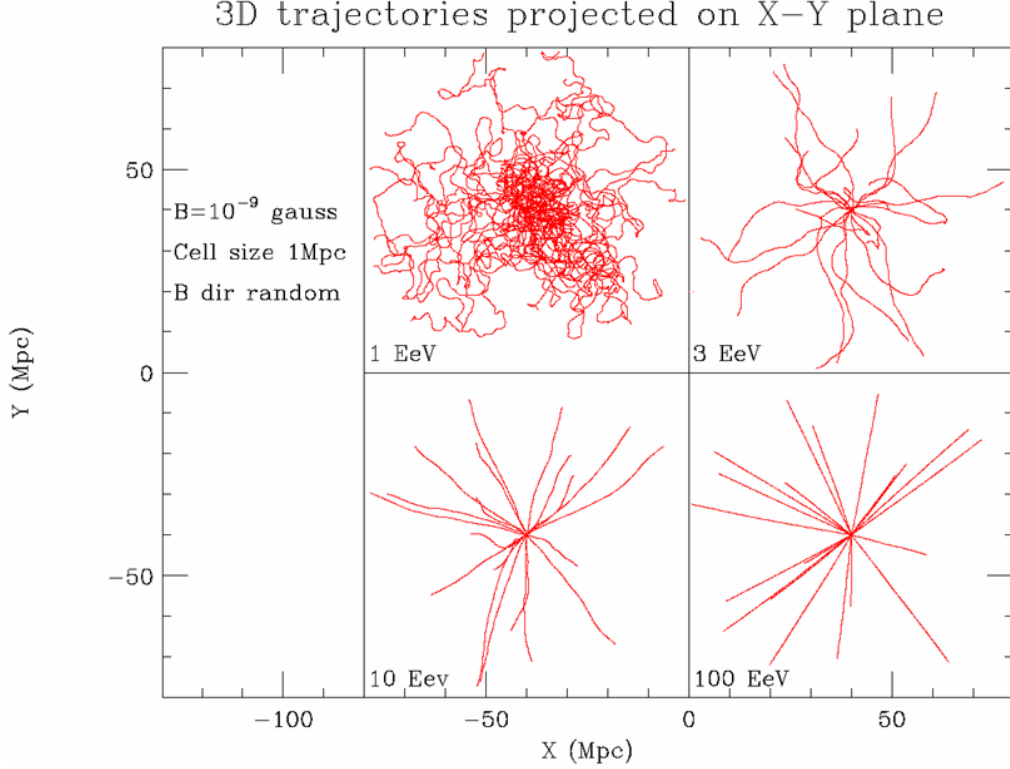 3D trajectories projected on X−Y plane
B=10⁻⁹ gauss
Cell size 1Mpc
B dir random
1 EeV
3 EeV
10 Eev
100 EeV
50
0
−50
Y (Mpc)
−100
−50
0
50
X (Mpc)